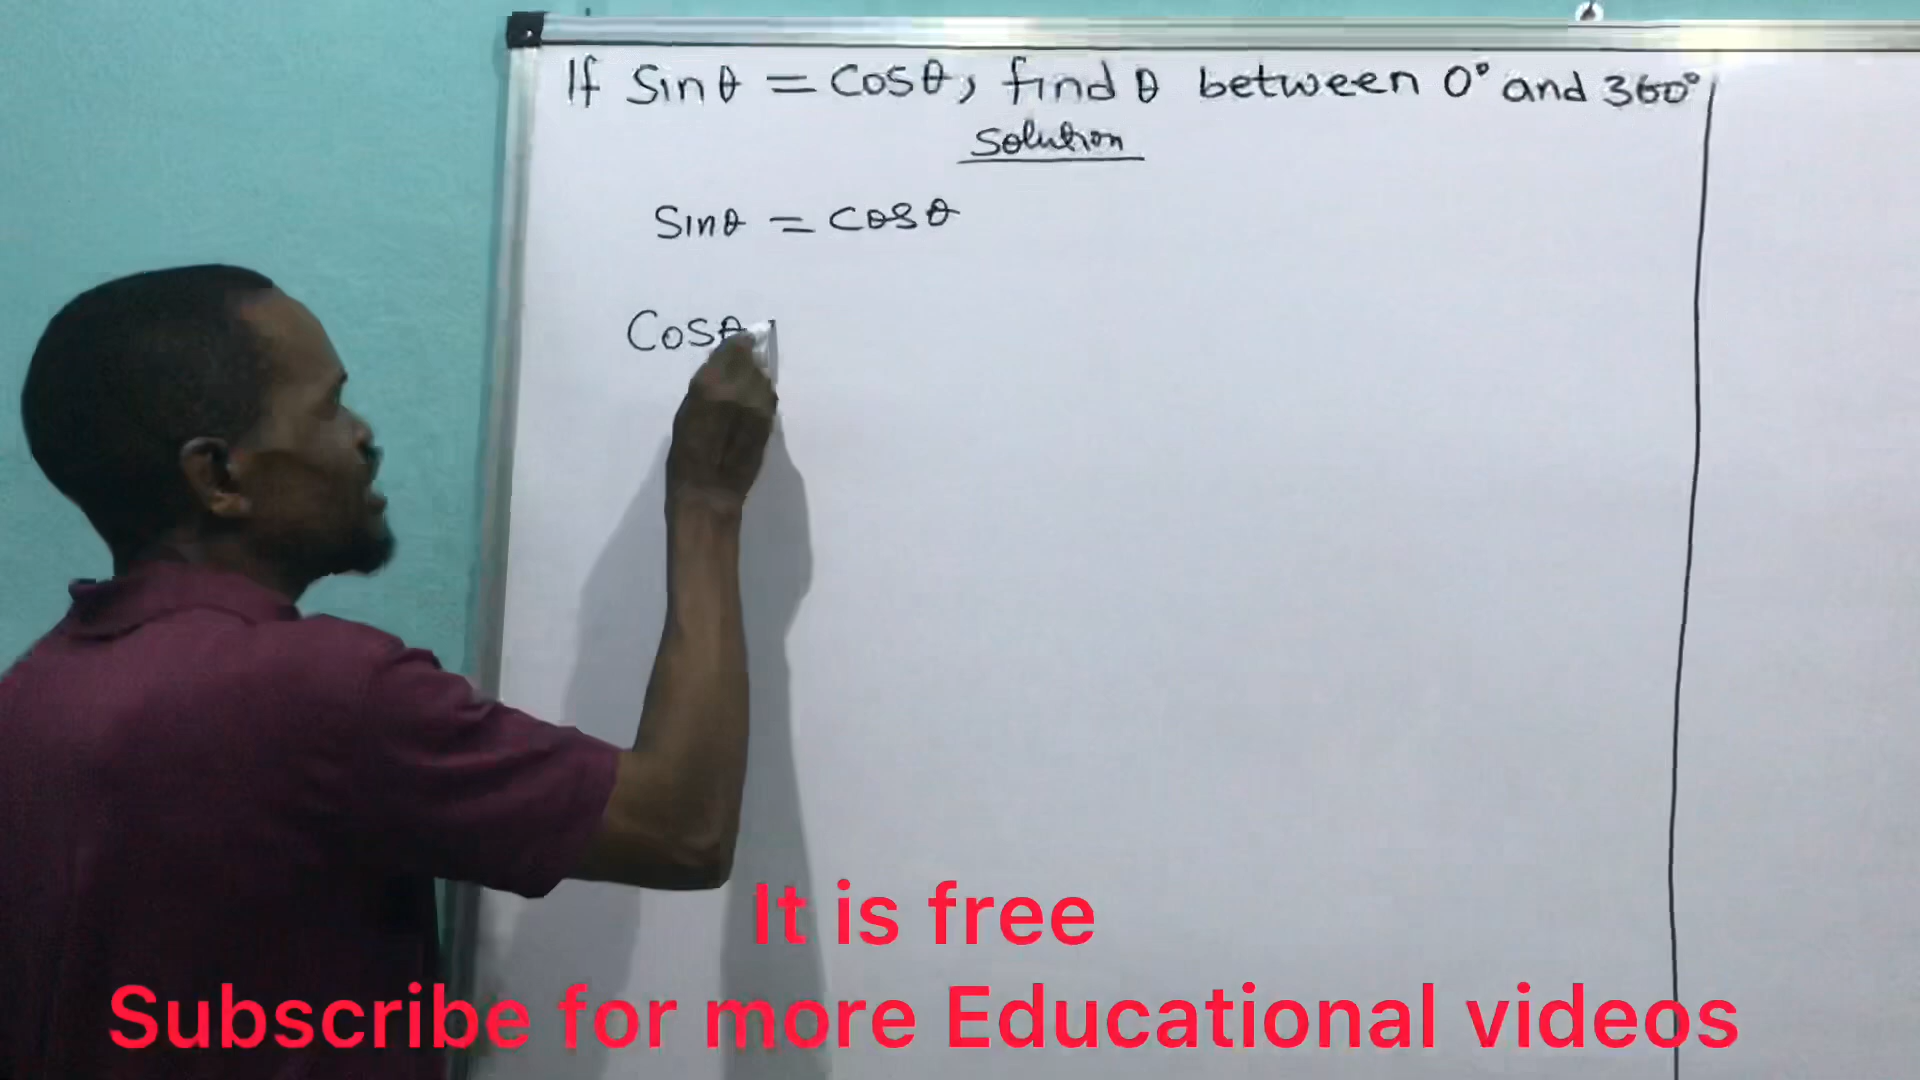 If Sinθ = Cosθ, find θ between 0° and 360°
Solution
Sinθ = Cosθ
Cosθ
It is free
Subscribe for more Educational videos